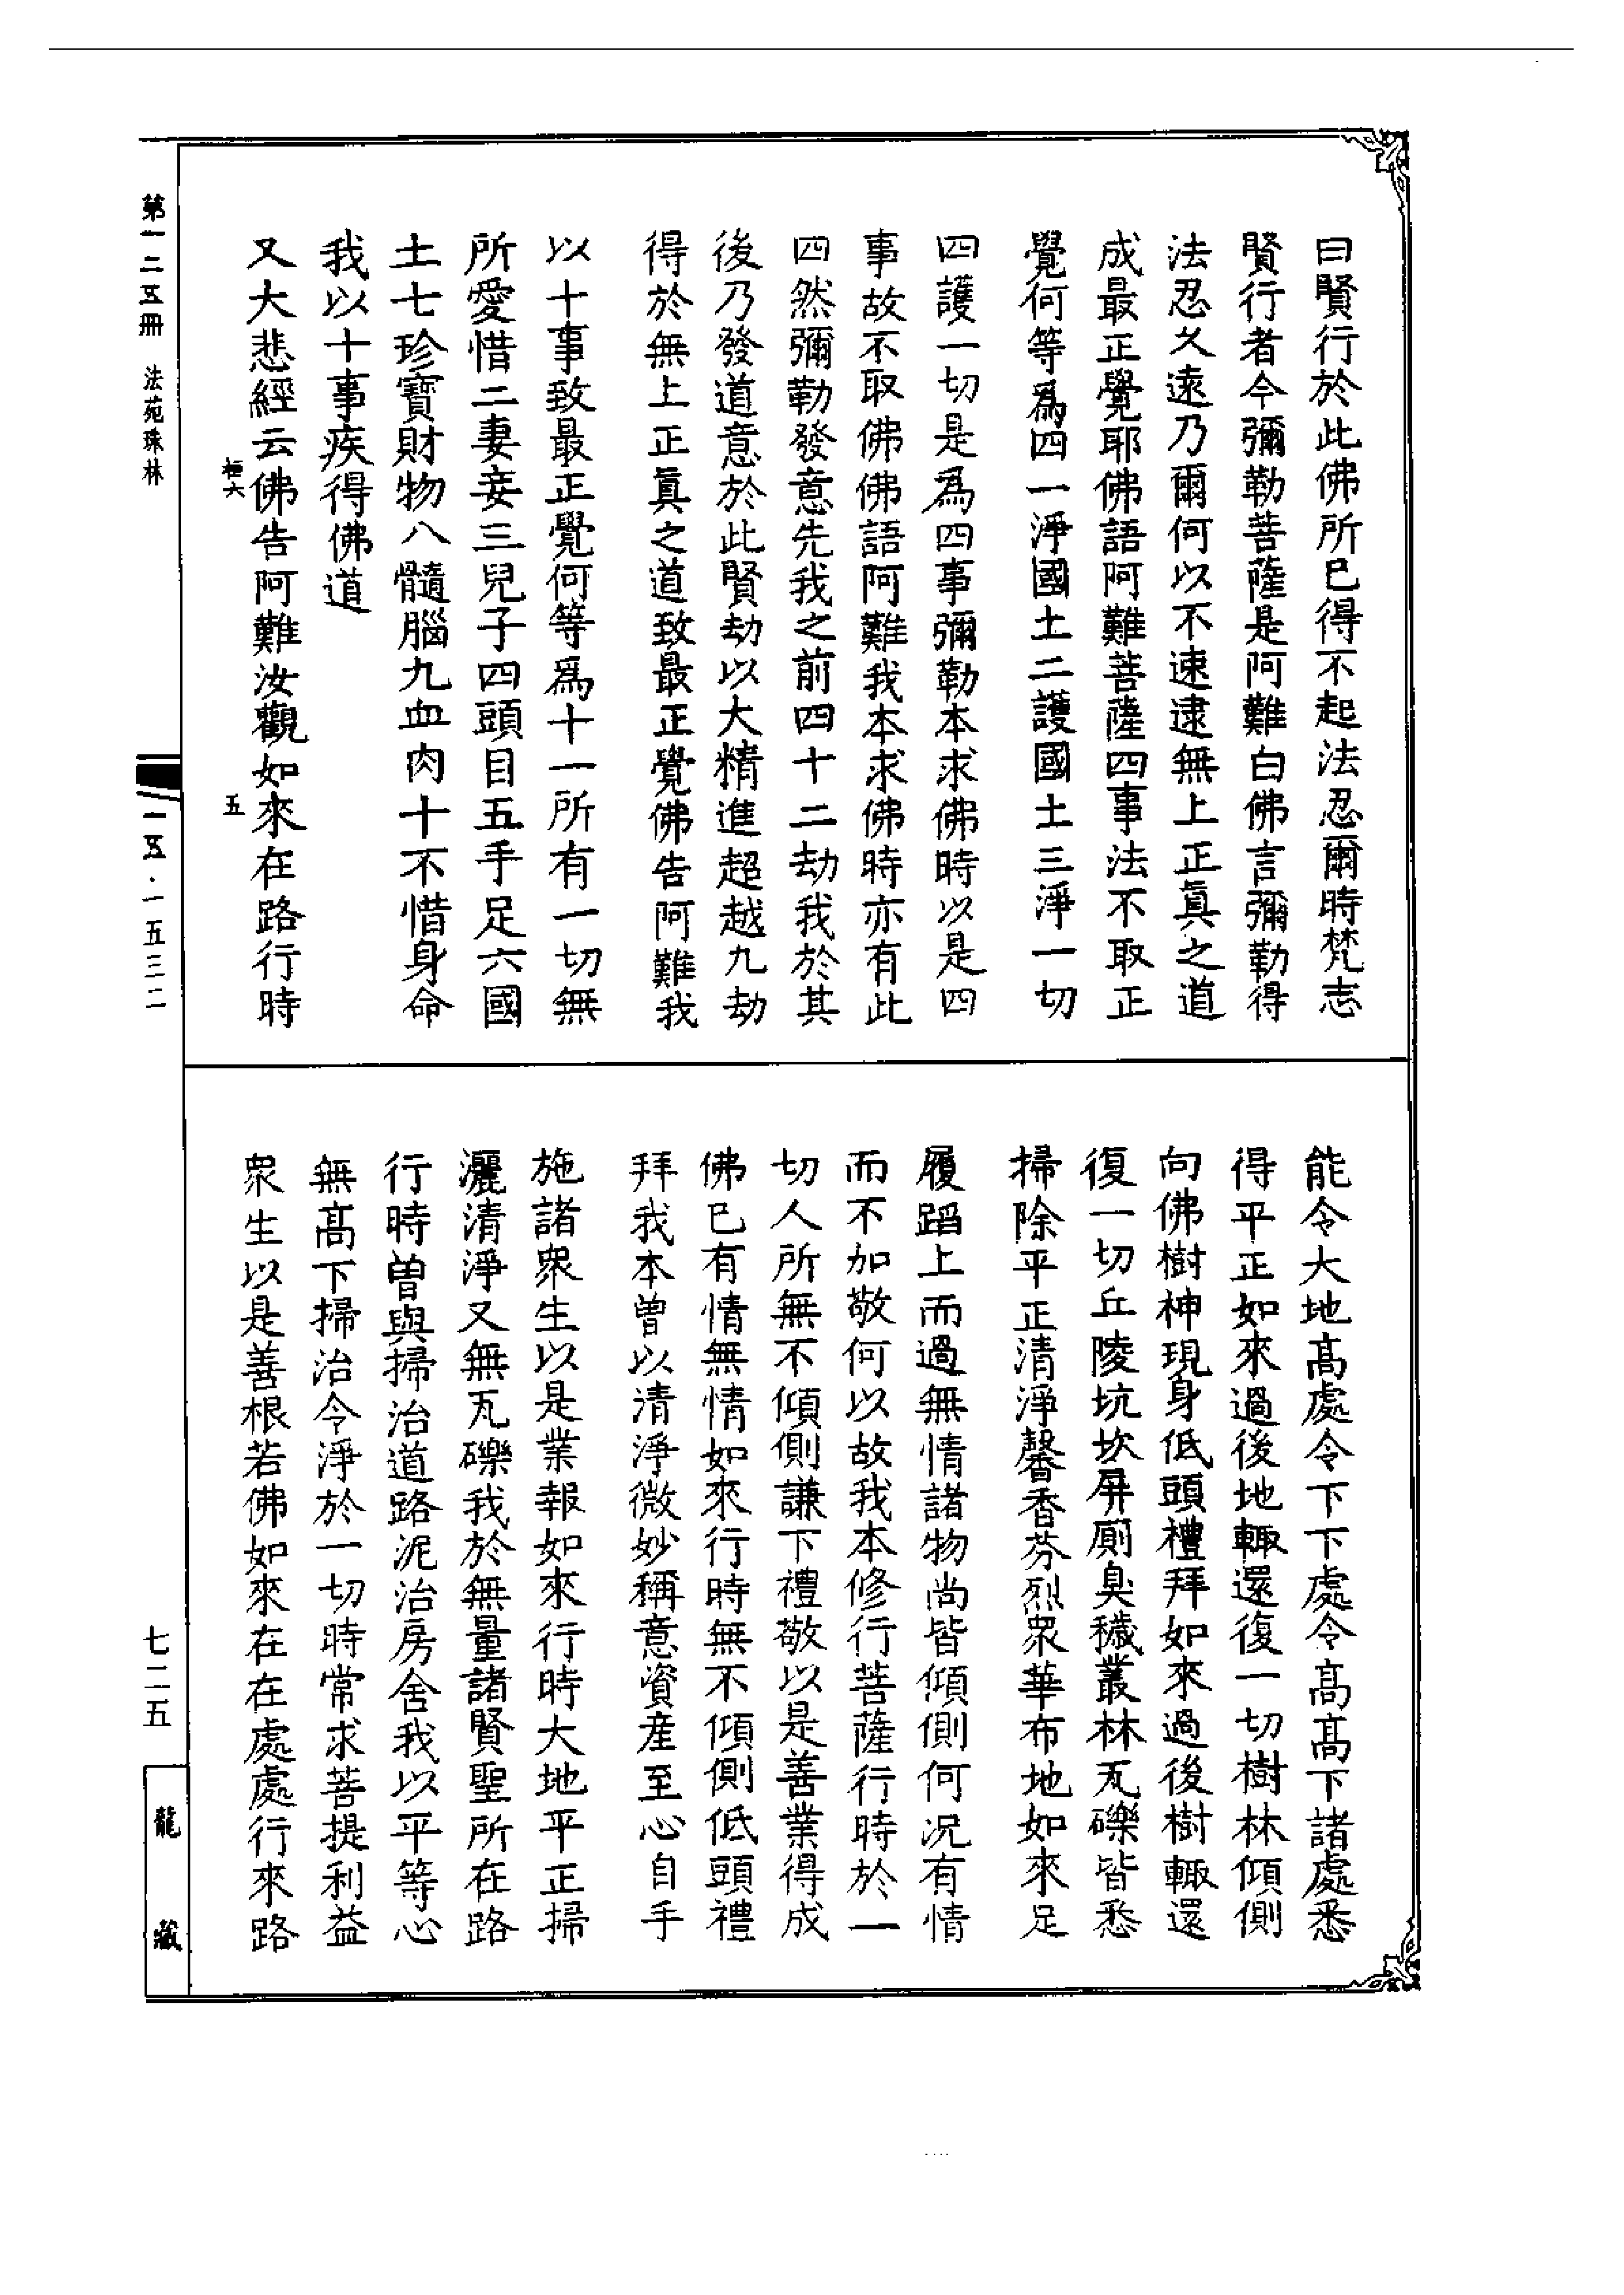 曰賢行於此佛所已得不起法忍爾時梵志
賢行者今彌勒菩薩是阿難白佛言彌勒得
法忍久遠乃爾何以不速逮無上正真之道
成最正覺耶佛語阿難菩薩四事法不取正
覺何等為四一淨國土二護國土三淨一切
四護一切是為四事彌勒本求佛時以是四
事故不取佛佛語阿難我本求佛時亦有此
四然彌勒發意先我之前四十二劫我於其
後乃發道意於此賢劫以大精進超越九劫
得於無上正真之道致最正覺佛告阿難我
以十事致最正覺何等為十一所有一切無
所愛惜二妻妾三兒子四頭目五手足六國
土七珍寶財物八髓腦九血肉十不惜身命
我以十事疾得佛道
又大悲經云佛告阿難汝觀如來在路行時
桓六
五
能令大地高處令下下處令高高下諸處悉
得平正如來過後地輙還復一切樹林傾側
向佛樹神現身低頭禮拜如來過後樹輙還
復一切丘陵坑坎屏廁臭穢叢林瓦礫皆悉
掃除平正清淨馨香芬烈眾華布地如來足
履蹈上而過無情諸物尚皆傾側何况有情
而不加敬何以故我本修行菩薩行時於一
切人所無不傾側謙下禮敬以是善業得成
佛已有情無情如來行時無不傾側低頭禮
拜我本曾以清淨微妙稱意資產至心自手
施諸眾生以是業報如來行時大地平正掃
灑清淨又無瓦礫我於無量諸賢聖所在路
行時曾與掃治道路泥治房舍我以平等心
無高下掃治令淨於一切時常求菩提利益
眾生以是善根若佛如來在在處處行來路
第一二五冊 法苑珠林
一五·一五三二
七二五
龍藏